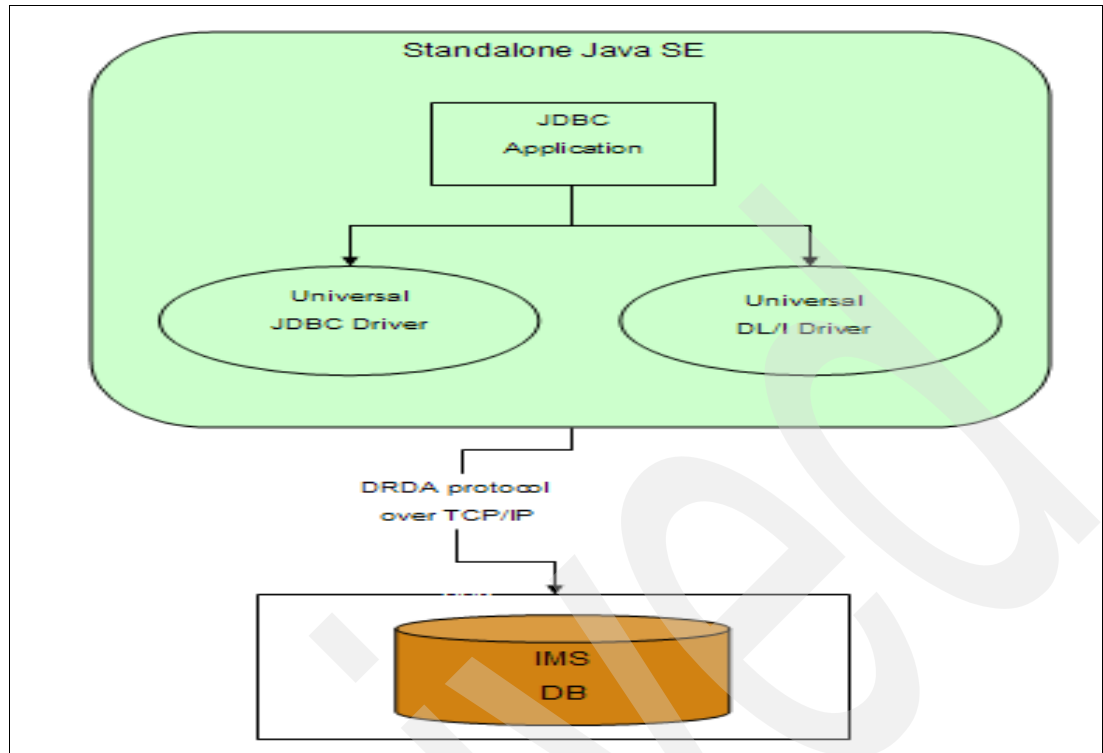 Standalone Java SE
JDBC
Application
Universal
JDBC Driver
Universal
DL/I Driver
DRDA protocol
over TCP/IP
IMS
DB